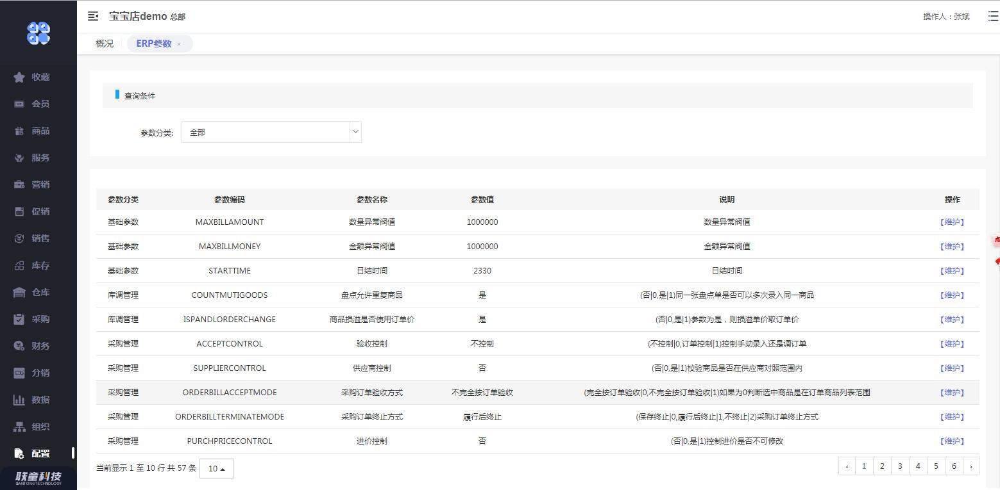 宝宝店demo 总部
操作人：张斌
概况
ERP参数 ×
收藏
会员
商品
服务
营销
促销
销售
库存
仓库
采购
财务
分销
数据
组织
配置
联童科技
LIANTONGTECHNOLOGY
查询条件
参数分类: 全部
参数分类 参数编码 参数名称 参数值 说明 操作
基础参数 MAXBILLAMOUNT 数量异常阀值 1000000 数量异常阀值 【维护】
基础参数 MAXBILLMONEY 金额异常阀值 1000000 金额异常阀值 【维护】
基础参数 STARTTIME 日结时间 2330 日结时间 【维护】
库调管理 COUNTMUTIGOODS 盘点允许重复商品 是 (否|0,是|1)同一张盘点单是否可以多次录入同一商品 【维护】
库调管理 ISPANDLORDERCHANGE 商品损溢是否使用订单价 是 (否|0,是|1)参数为是，则损溢单价取订单价 【维护】
采购管理 ACCEPTCONTROL 验收控制 不控制 (不控制|0,订单控制|1)控制手动录入还是调订单 【维护】
采购管理 SUPPLIERCONTROL 供应商控制 否 (否|0,是|1)校验商品是否在供应商对照范围内 【维护】
采购管理 ORDERBILLACCEPTMODE 采购订单验收方式 不完全按订单验收 (完全按订单验收|0,不完全按订单验收|1)如果为0判断选中商品是在订单商品列表范围 【维护】
采购管理 ORDERBILLTERMINATEMODE 采购订单终止方式 履行后终止 (保存终止|0,履行后终止|1,不终止|2)采购订单终止方式 【维护】
采购管理 PURCHPRICECONTROL 进价控制 否 (否|0,是|1)控制进价是否不可修改 【维护】
当前显示 1 至 10 行 共 57 条 10
‹ 1 2 3 4 5 6 ›
点